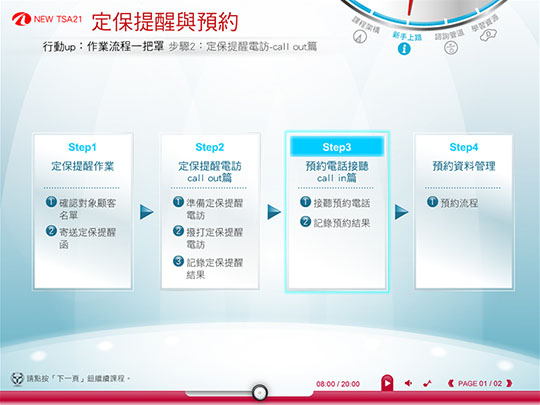 NEW TSA21
定保提醒與預約
行動up：作業流程一把罩 步驟2：定保提醒電訪-call out篇
課程架構
新手上路
諮詢管道
學習資源
Step1
定保提醒作業
1 確認對象顧客
名單
2 寄送定保提醒
函
Step2
定保提醒電訪
call out篇
1 準備定保提醒
電訪
2 撥打定保提醒
電訪
3 記錄定保提醒
結果
Step3
預約電話接聽
call in篇
1 接聽預約電話
2 記錄預約結果
Step4
預約資料管理
1 預約流程
請點按「下一頁」鈕繼續課程。
08:00 / 20:00
PAGE 01 / 02